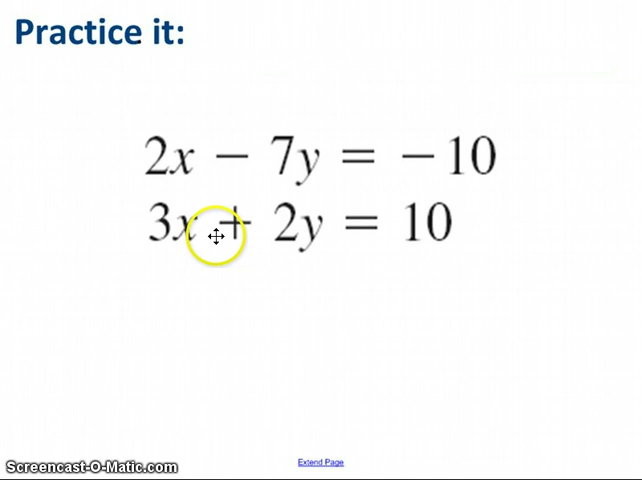 Practice it:
2x − 7y = −10
3x + 2y = 10
Extend Page
Screencast-O-Matic.com